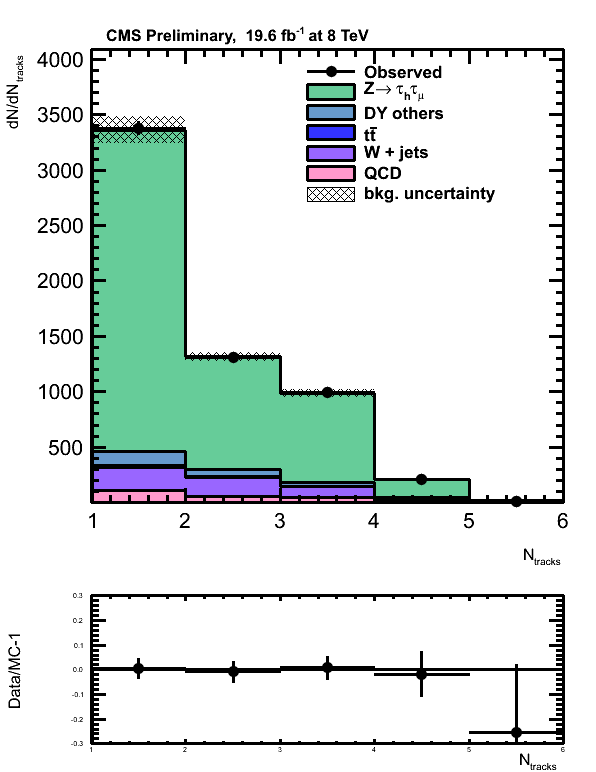 CMS Preliminary, 19.6 fb⁻¹ at 8 TeV
dN/dN_tracks
4000
3500
3000
2500
2000
1500
1000
500
Observed
Z→ τ_hτ_μ
DY others
tt̄
W + jets
QCD
bkg. uncertainty
1 2 3 4 5 6
N_tracks
Data/MC-1
0.3
0.2
0.1
0.0
-0.1
-0.2
-0.3
1 2 3 4 5 6
N_tracks